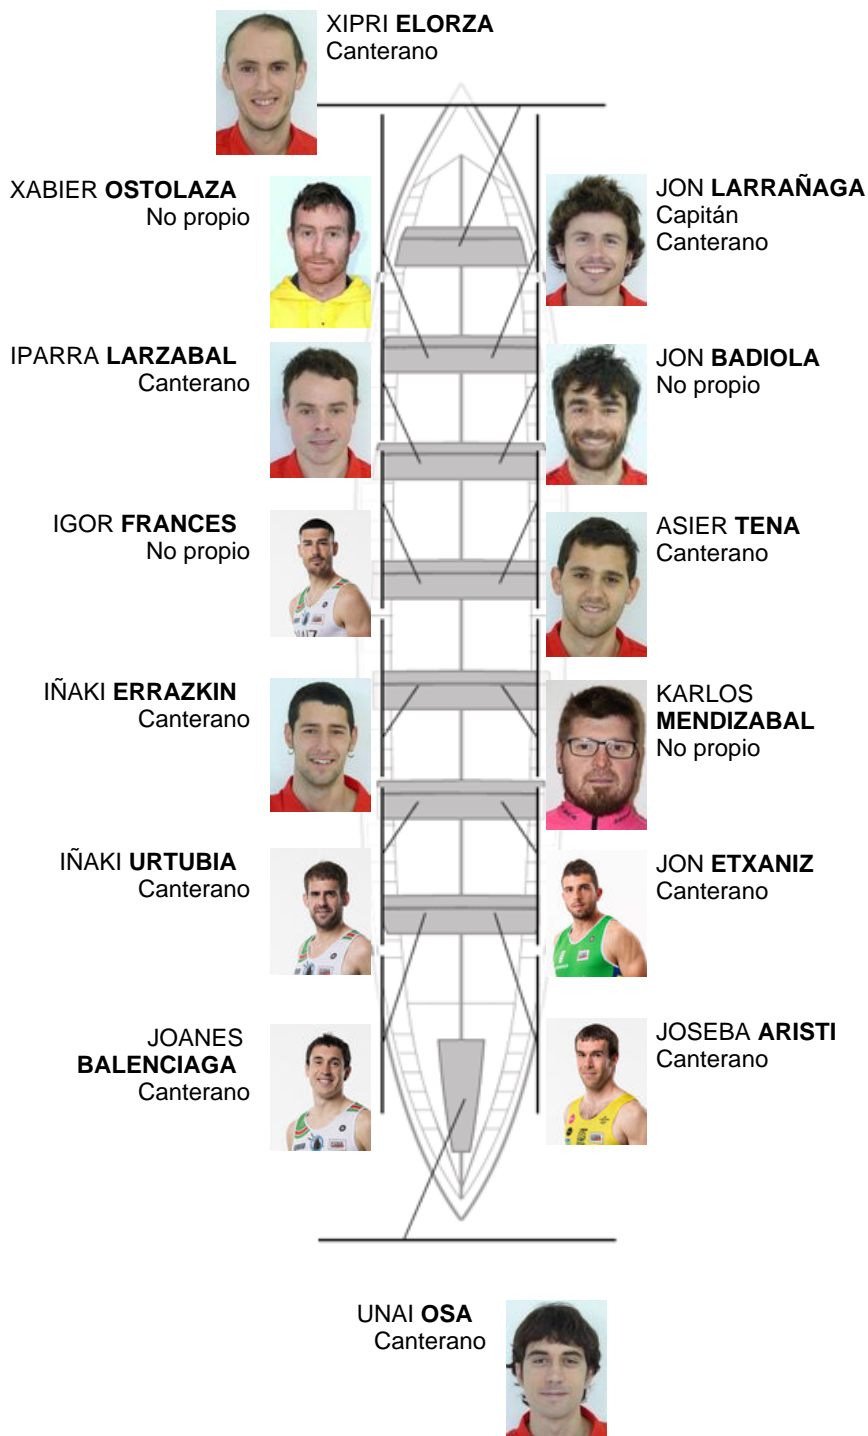 XIPRI ELORZA
Canterano
XABIER OSTOLAZA
No propio
JON LARRAÑAGA
Capitán
Canterano
IPARRA LARZABAL
Canterano
JON BADIOLA
No propio
IGOR FRANCES
No propio
ASIER TENA
Canterano
IÑAKI ERRAZKIN
Canterano
KARLOS
MENDIZABAL
No propio
IÑAKI URTUBIA
Canterano
JON ETXANIZ
Canterano
JOANES
BALENCIAGA
Canterano
JOSEBA ARISTI
Canterano
UNAI OSA
Canterano